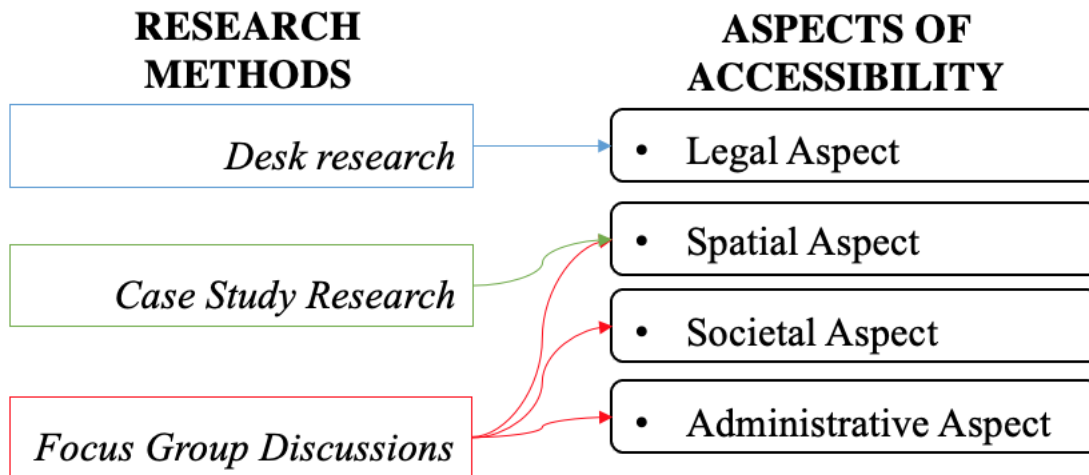 RESEARCH
METHODS
Desk research
Case Study Research
Focus Group Discussions
ASPECTS OF
ACCESSIBILITY
• Legal Aspect
• Spatial Aspect
• Societal Aspect
• Administrative Aspect